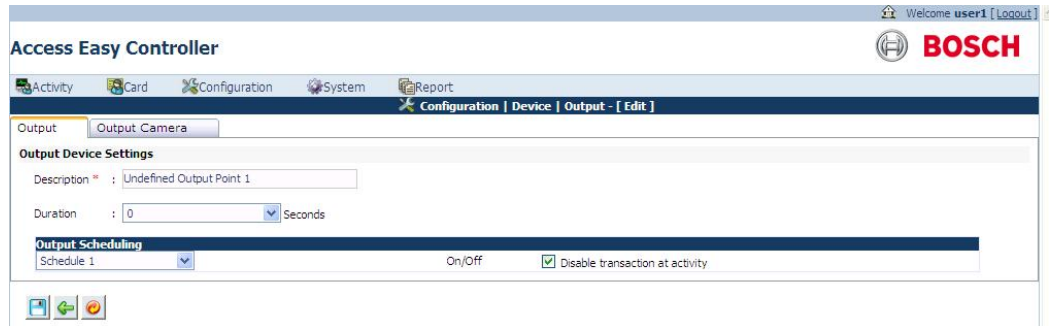 Welcome user1 [ Logout ]
Access Easy Controller
BOSCH
Activity Card Configuration System Report
Configuration | Device | Output - [ Edit ]
Output Output Camera
Output Device Settings
Description * : Undefined Output Point 1
Duration : 0 Seconds
Output Scheduling
Schedule 1 On/Off Disable transaction at activity